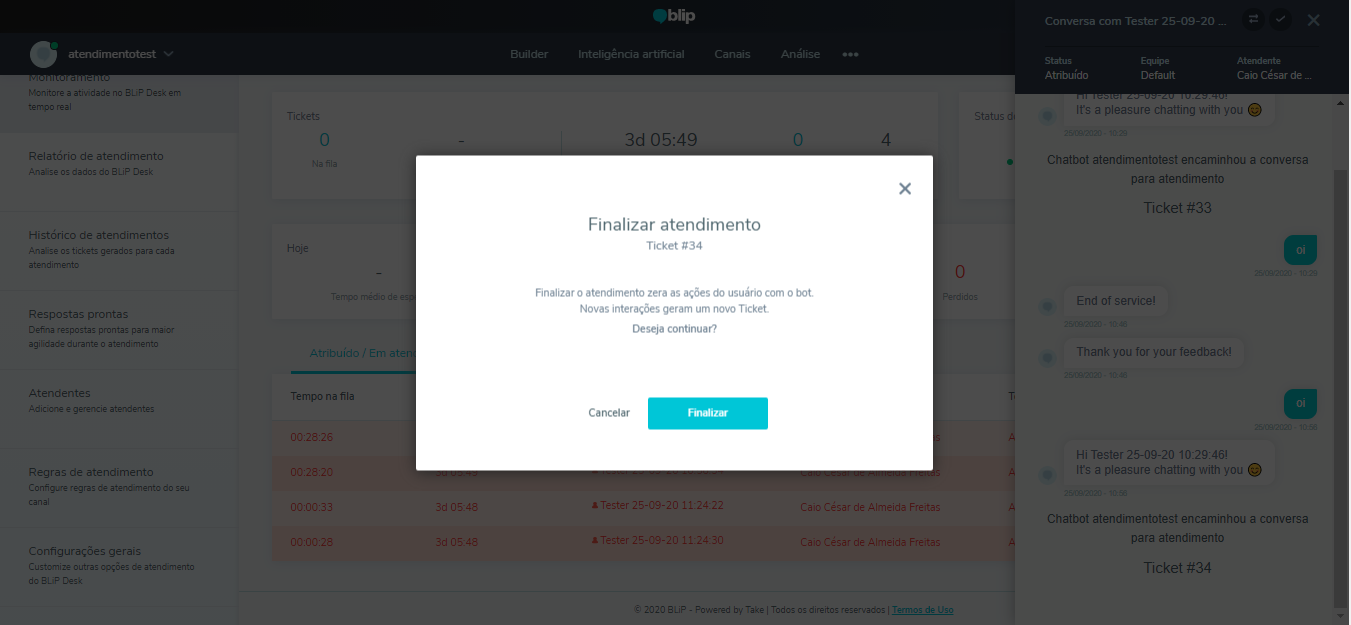 blip
atendimentotest
Builder
Inteligência artificial
Canais
Análise
•••
Conversa com Tester 25-09-20 ...
Status
Equipe
Atendente
Atribuído
Default
Caio César de ...
Monitoramento
Monitore a atividade no BLiP Desk em
tempo real
Relatório de atendimento
Analise os dados do BLiP Desk
Histórico de atendimentos
Analise os tickets gerados para cada
atendimento
Respostas prontas
Defina respostas prontas para maior
agilidade durante o atendimento
Atendentes
Adicione e gerencie atendentes
Regras de atendimento
Configure regras de atendimento do seu
canal
Configurações gerais
Customize outras opções de atendimento
do BLiP Desk
Tickets
0
-
3d 05:49
0
4
Na fila
Status d
Hoje
-
0
Tempo médio de esp
Perdidos
Atribuído / Em aten
Tempo na fila
00:28:26
00:28:20
3d 05:49
Caio César de Almeida Freitas
00:00:33
3d 05:48
Tester 25-09-20 11:24:22
Caio César de Almeida Freitas
00:00:28
3d 05:48
Tester 25-09-20 11:24:30
Caio César de Almeida Freitas
© 2020 BLiP - Powered by Take | Todos os direitos reservados | Termos de Uso
Finalizar atendimento
Ticket #34
Finalizar o atendimento zera as ações do usuário com o bot.
Novas interações geram um novo Ticket.
Deseja continuar?
Cancelar
Finalizar
Hi Tester 25-09-20 10:29:46!
It's a pleasure chatting with you 😊
25/09/2020 - 10:29
Chatbot atendimentotest encaminhou a conversa
para atendimento
Ticket #33
oi
25/09/2020 - 10:29
End of service!
25/09/2020 - 10:46
Thank you for your feedback!
25/09/2020 - 10:46
oi
25/09/2020 - 10:56
Hi Tester 25-09-20 10:29:46!
It's a pleasure chatting with you 😊
25/09/2020 - 10:56
Chatbot atendimentotest encaminhou a conversa
para atendimento
Ticket #34